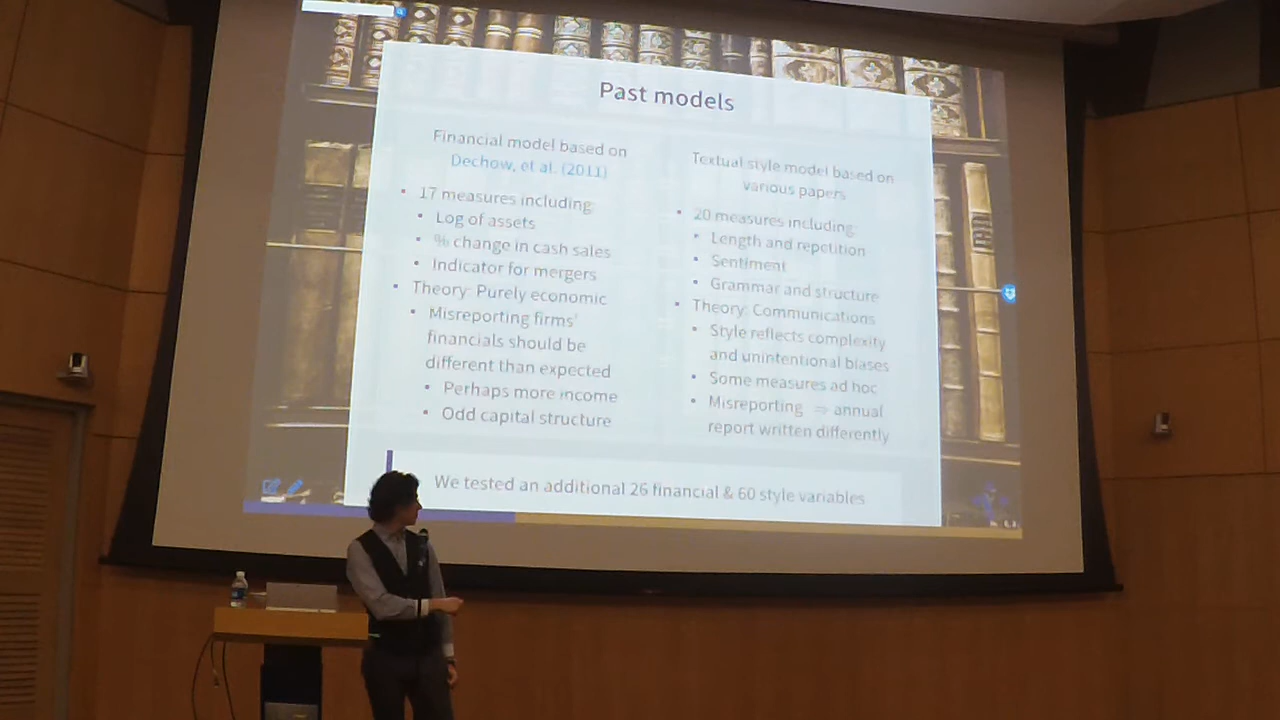 Past models
Financial model based on
Dechow, et al. (2011)
17 measures including:
Log of assets
% change in cash sales
Indicator for mergers
Theory: Purely economic
Misreporting firms'
financials should be
different than expected
Perhaps more income
Odd capital structure
Textual style model based on
various papers
20 measures including:
Length and repetition
Sentiment
Grammar and structure
Theory: Communications
Style reflects complexity
and unintentional biases
Some measures ad hoc
Misreporting ⇒ annual
report written differently
We tested an additional 26 financial & 60 style variables